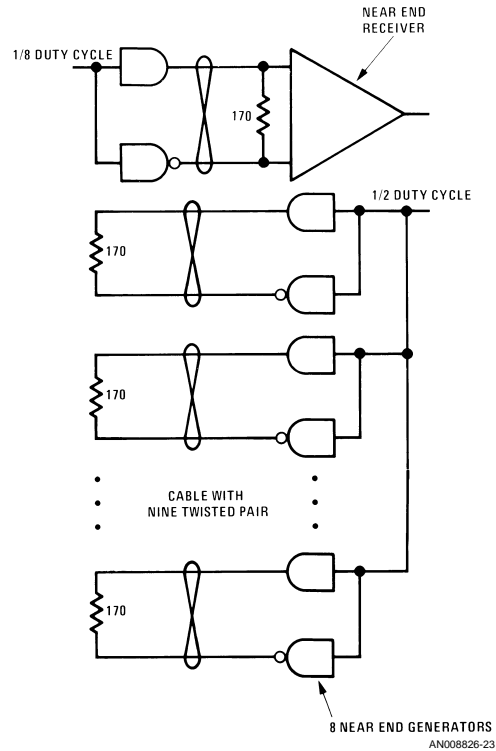 NEAR END
RECEIVER
1/8 DUTY CYCLE
170
1/2 DUTY CYCLE
170
170
CABLE WITH
NINE TWISTED PAIR
170
8 NEAR END GENERATORS
AN008826-23